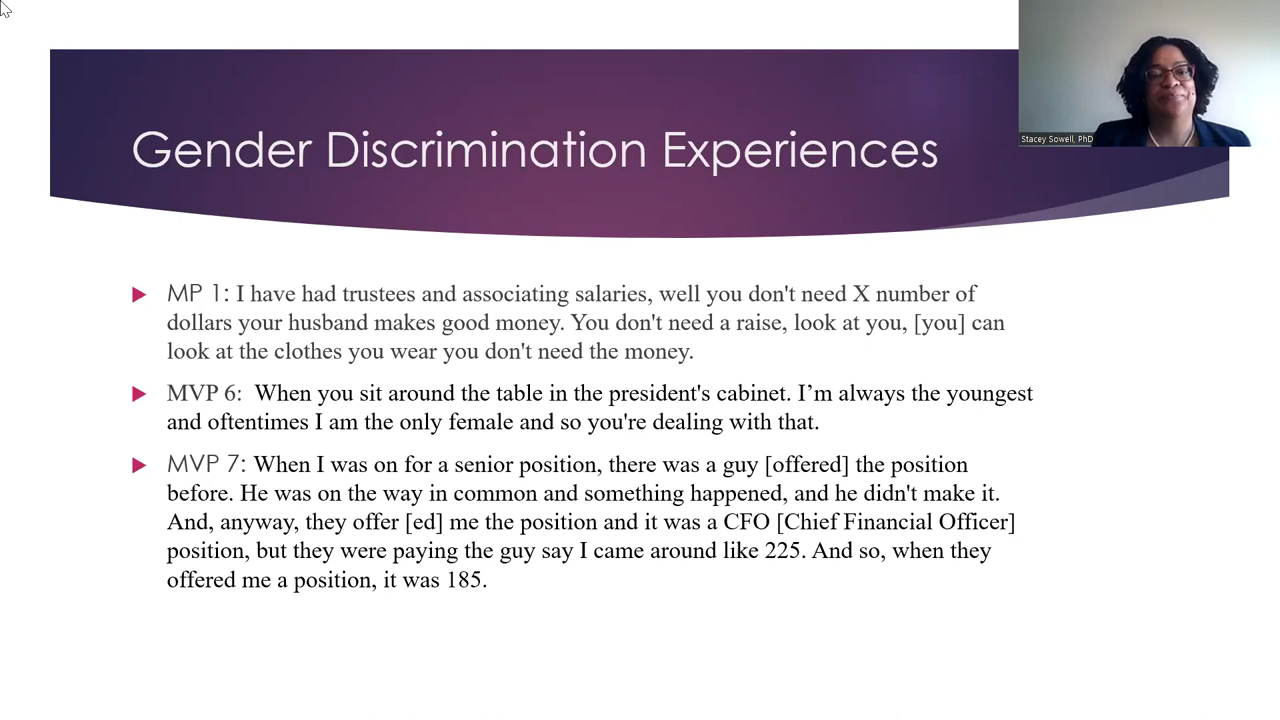 Stacey Sowell, PhD
Gender Discrimination Experiences
MP 1: I have had trustees and associating salaries, well you don't need X number of
dollars your husband makes good money. You don't need a raise, look at you, [you] can
look at the clothes you wear you don't need the money.
MVP 6:  When you sit around the table in the president's cabinet. I’m always the youngest
and oftentimes I am the only female and so you're dealing with that.
MVP 7: When I was on for a senior position, there was a guy [offered] the position
before. He was on the way in common and something happened, and he didn't make it.
And, anyway, they offer [ed] me the position and it was a CFO [Chief Financial Officer]
position, but they were paying the guy say I came around like 225. And so, when they
offered me a position, it was 185.